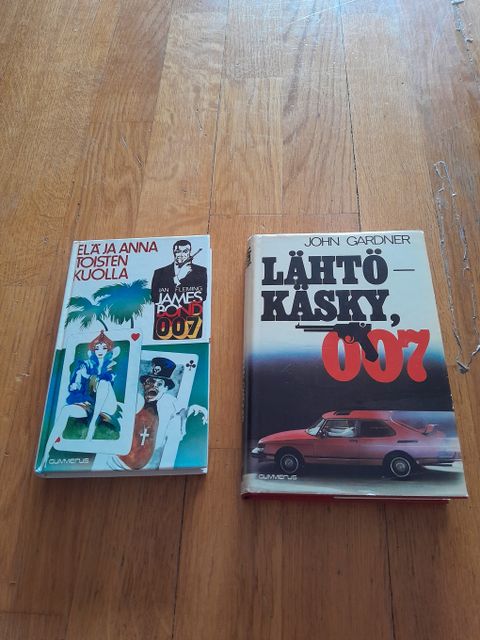 ELÄ JA ANNA
TOISTEN
KUOLLA
IAN FLEMING
JAMES
BOND
007
GUMMERUS
JOHN GARDNER
LÄHTÖ–
KÄSKY,
007
GUMMERUS